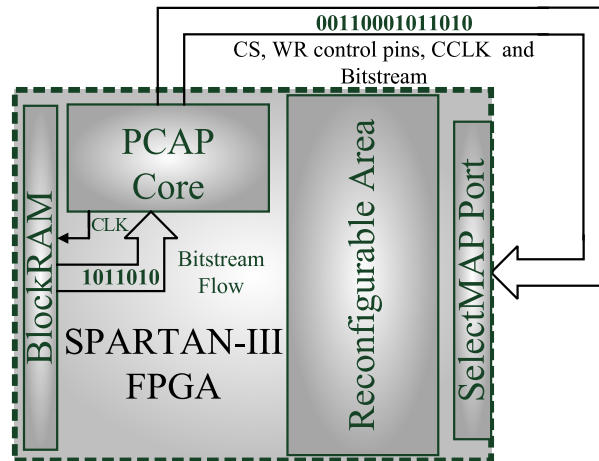 00110001011010
CS, WR control pins, CCLK and
Bitstream
PCAP
Core
CLK
1011010
Bitstream
Flow
BlockRAM
SPARTAN-III
FPGA
Reconfigurable Area
SelectMAP Port